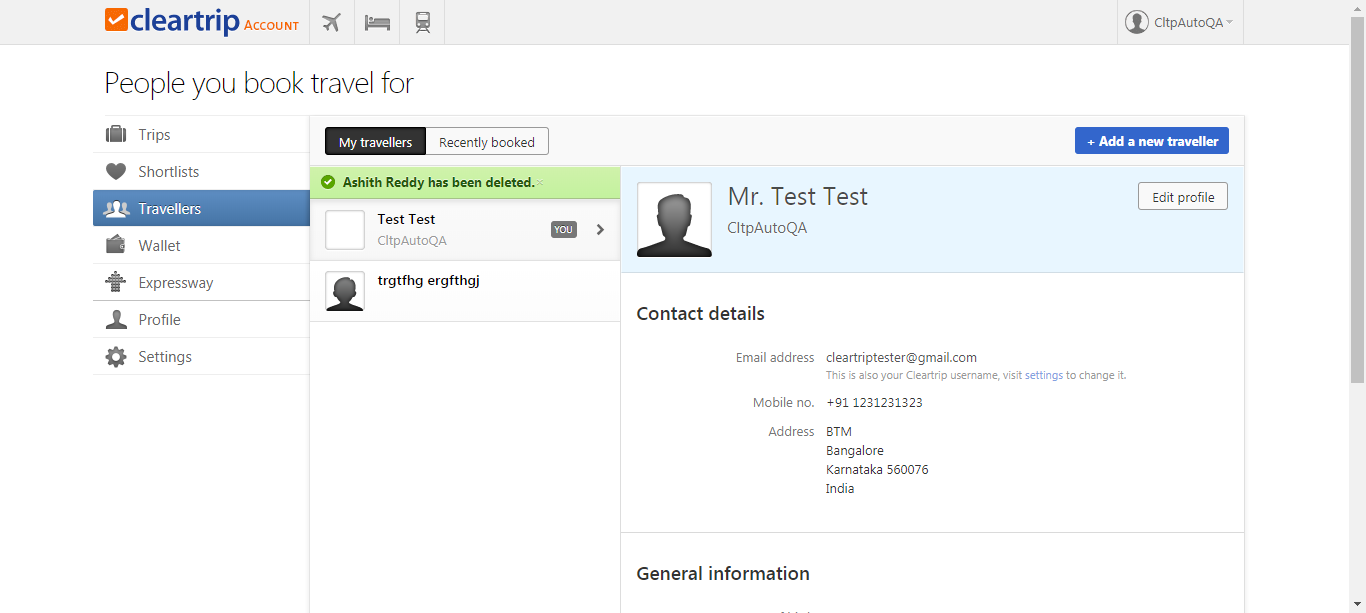 cleartrip ACCOUNT
CltpAutoQA
People you book travel for
Trips
Shortlists
Travellers
Wallet
Expressway
Profile
Settings
My travellers
Recently booked
+ Add a new traveller
Ashith Reddy has been deleted. ×
Test Test
CltpAutoQA
YOU
trgtfhg ergfthgj
Mr. Test Test
CltpAutoQA
Edit profile
Contact details
Email address cleartriptester@gmail.com
This is also your Cleartrip username, visit settings to change it.
Mobile no. +91 1231231323
Address BTM
Bangalore
Karnataka 560076
India
General information